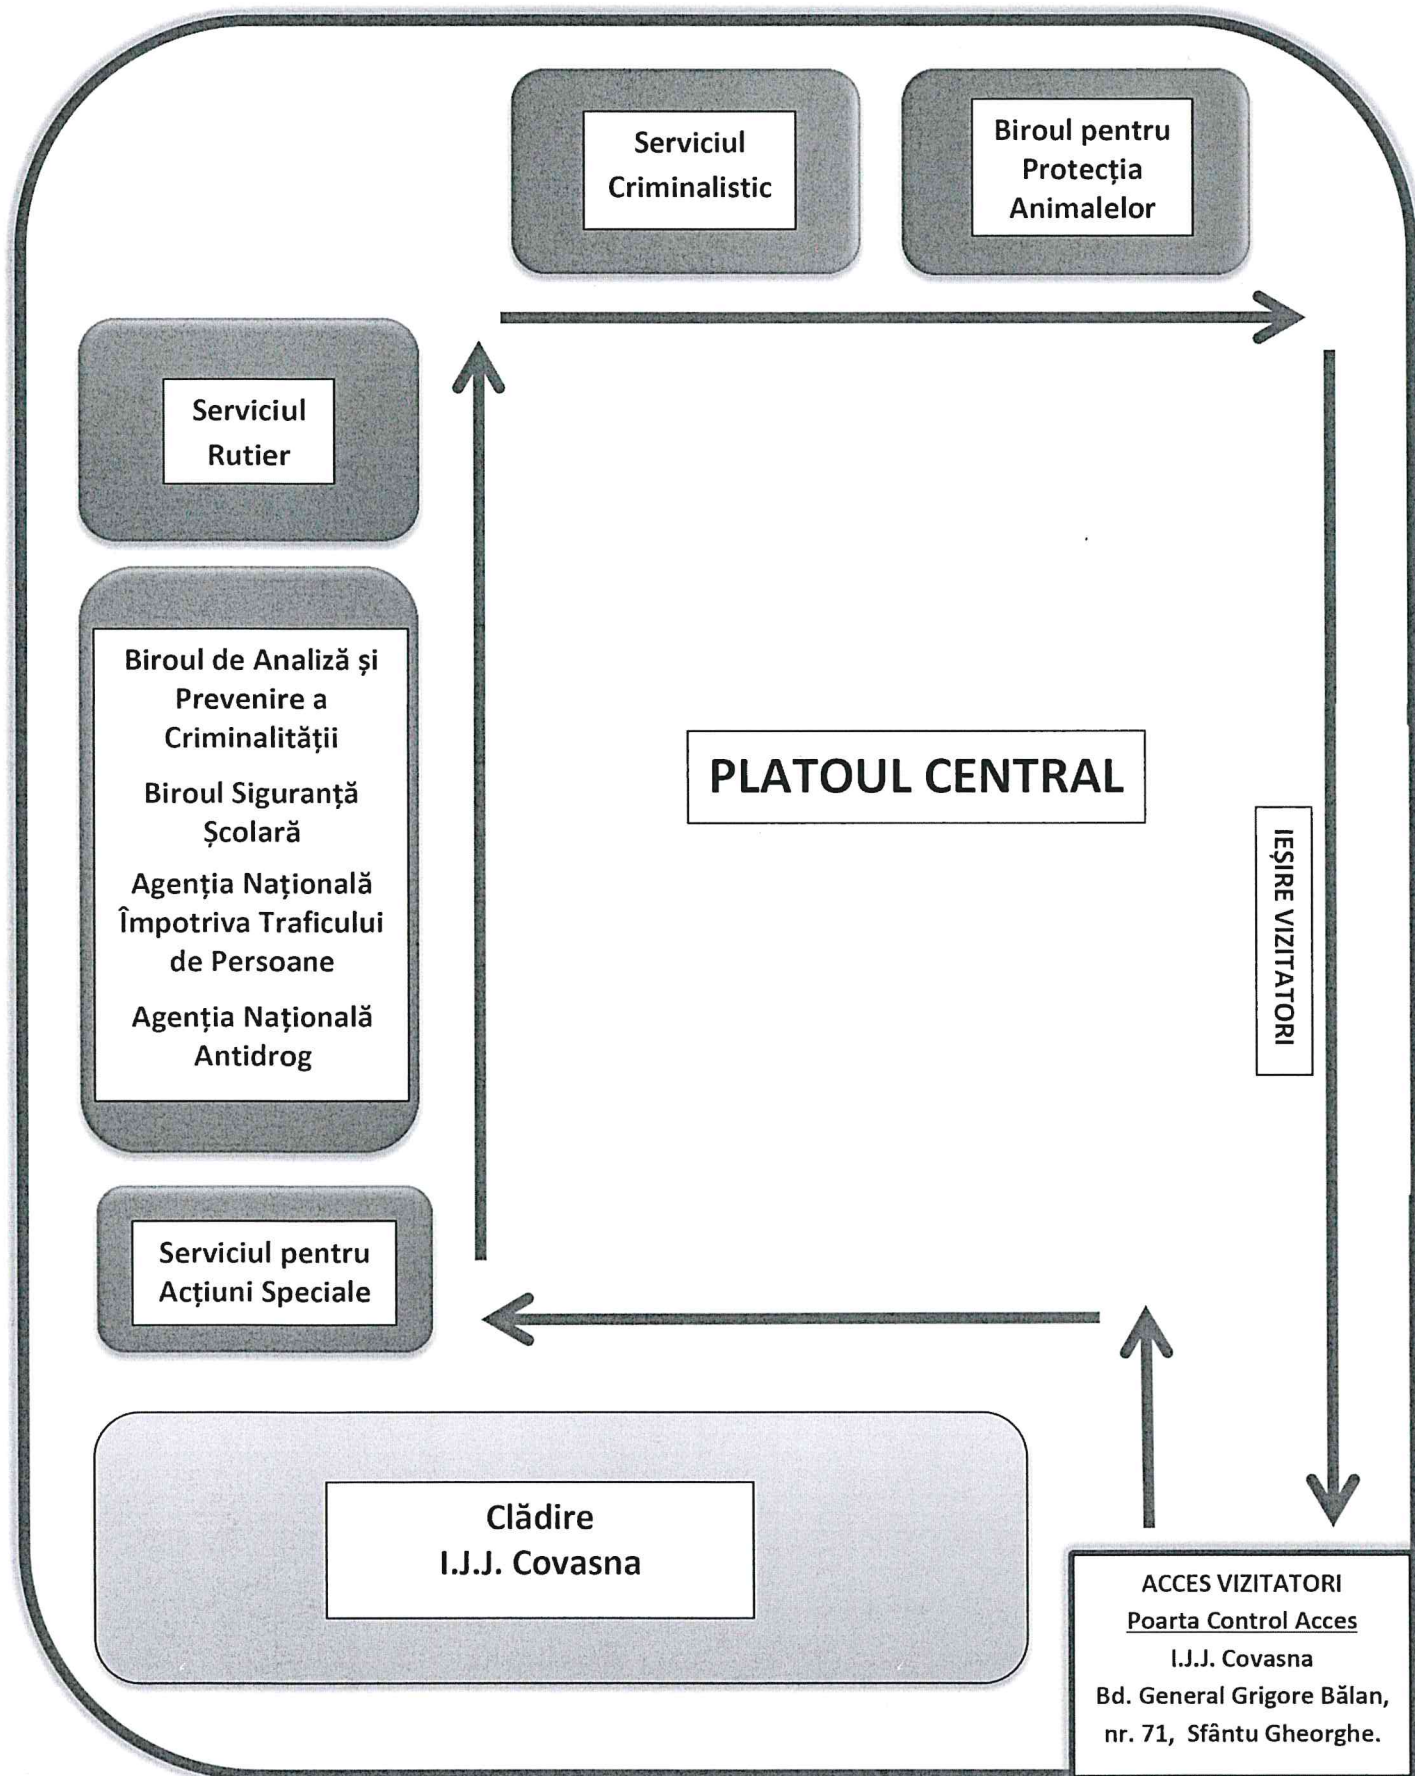 Serviciul
Criminalistic
Biroul pentru
Protecția
Animalelor
Serviciul
Rutier
Biroul de Analiză și
Prevenire a
Criminalității
Biroul Siguranță
Școlară
Agenția Națională
Împotriva Traficului
de Persoane
Agenția Națională
Antidrog
PLATOUL CENTRAL
IEȘIRE VIZITATORI
Serviciul pentru
Acțiuni Speciale
Clădire
I.J.J. Covasna
ACCES VIZITATORI
Poarta Control Acces
I.J.J. Covasna
Bd. General Grigore Bălan,
nr. 71, Sfântu Gheorghe.